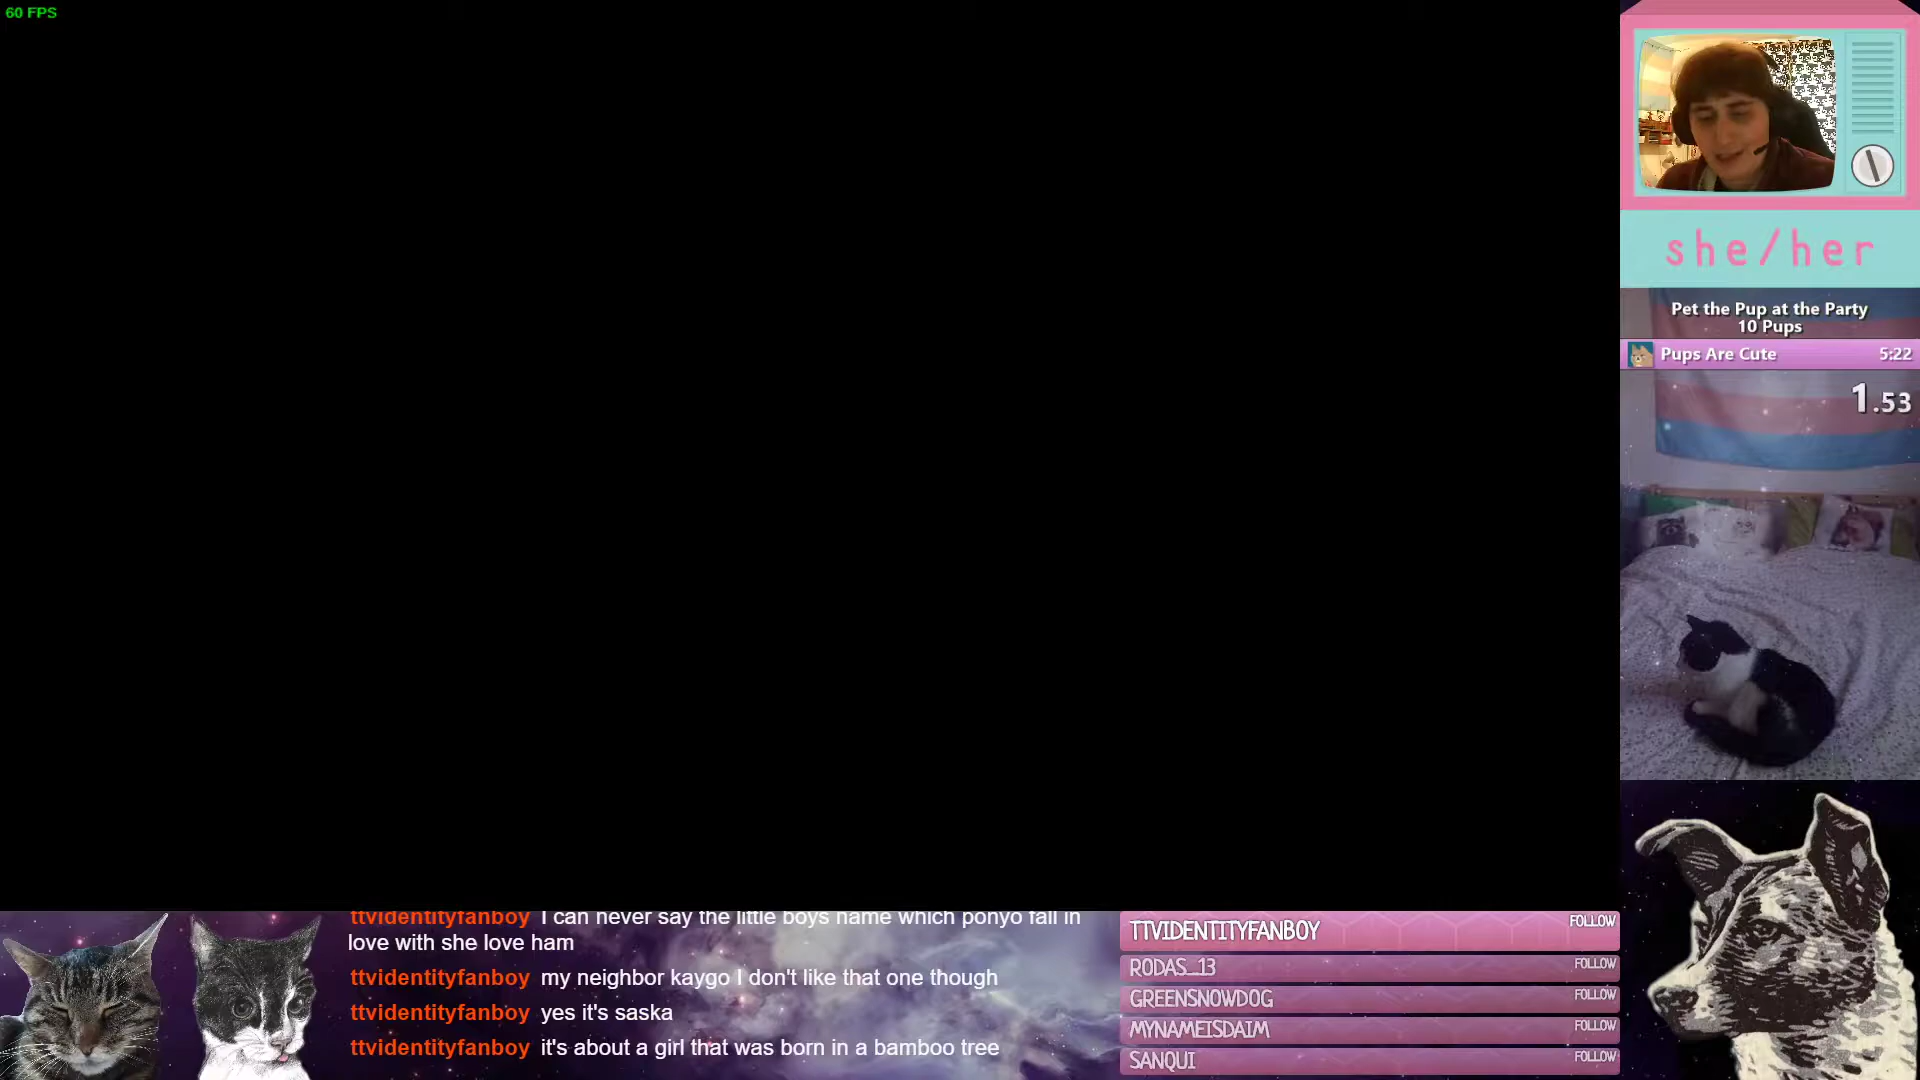 60 FPS
she/her
Pet the Pup at the Party
10 Pups
Pups Are Cute 5:22
1.53
ttvidentityfanboy I can never say the little boys name which ponyo fall in
love with she love ham
ttvidentityfanboy my neighbor kaygo I don't like that one though
ttvidentityfanboy yes it's saska
ttvidentityfanboy it's about a girl that was born in a bamboo tree
TTVIDENTITYFANBOY FOLLOW
RODAS_13 FOLLOW
GREENSNOWDOG FOLLOW
MYNAMEISDAIM FOLLOW
SANQUI FOLLOW